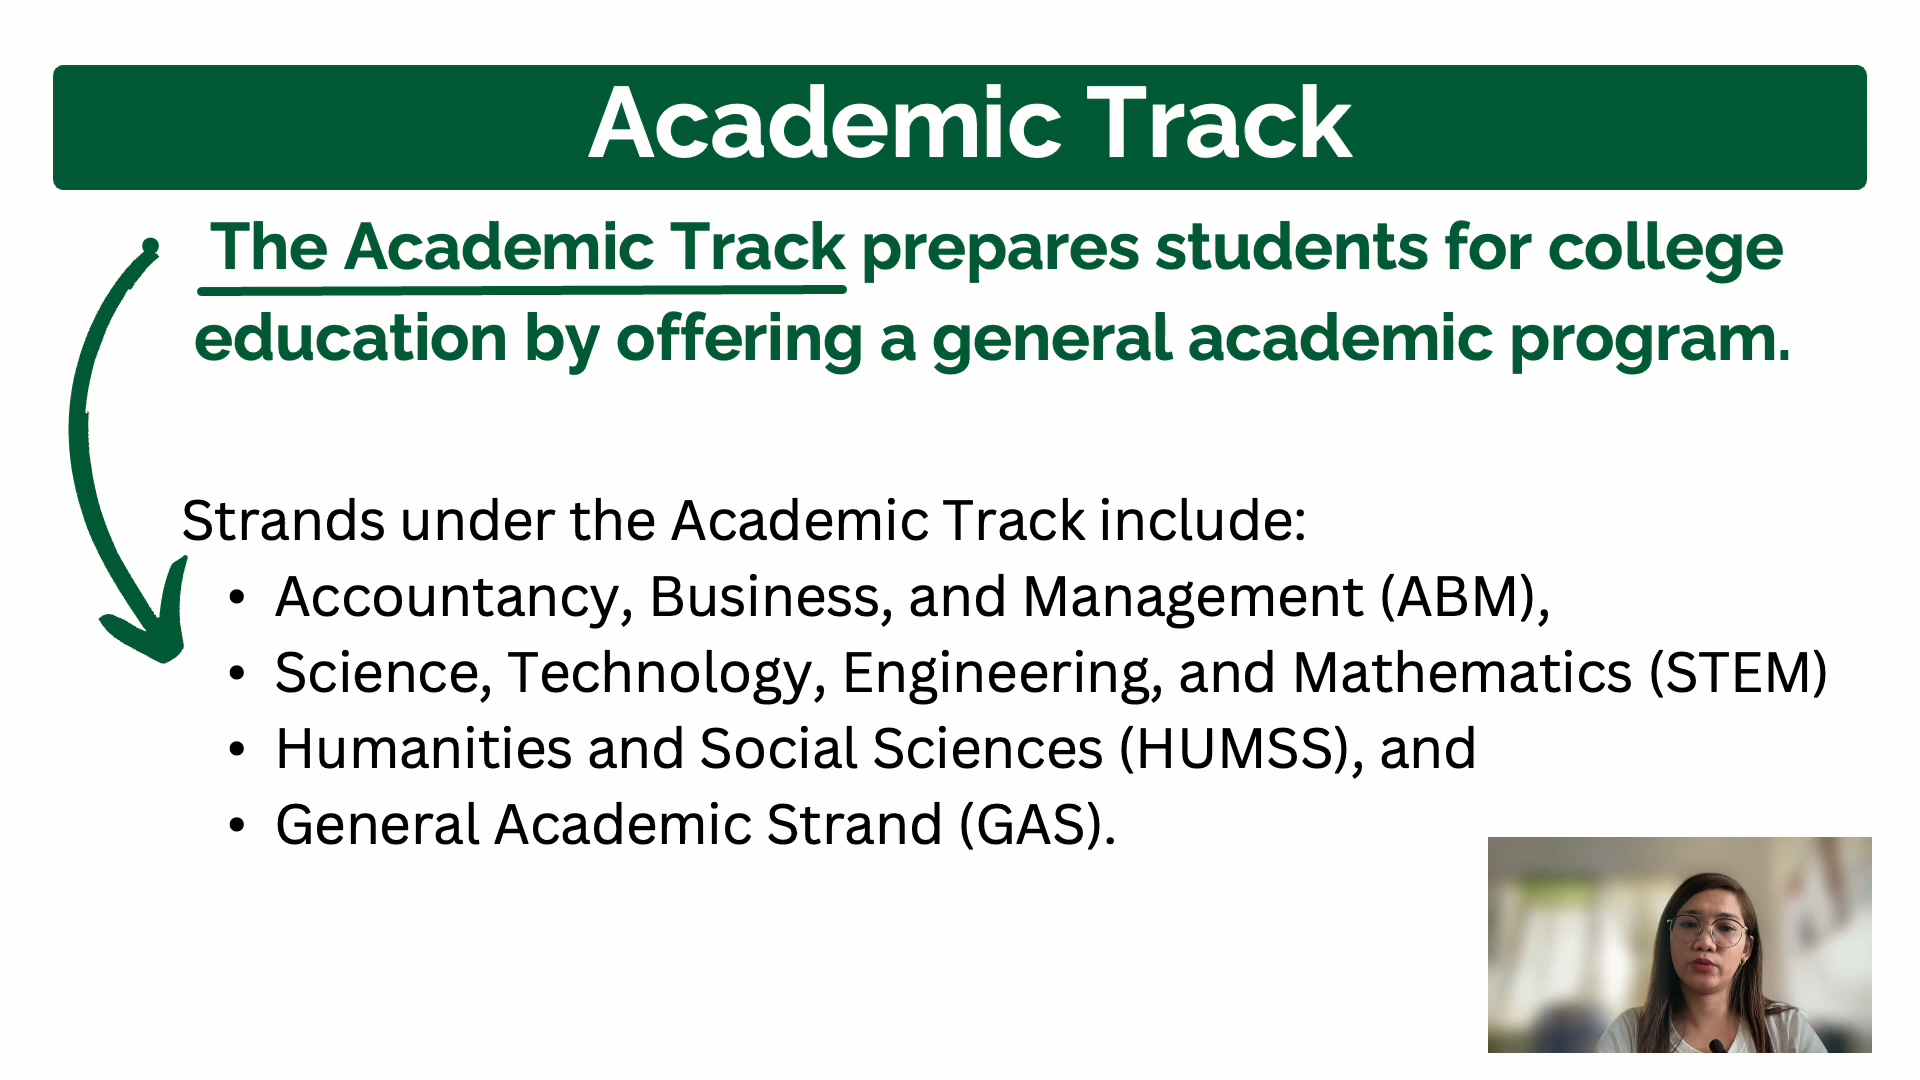 Academic Track
The Academic Track prepares students for college
education by offering a general academic program.
Strands under the Academic Track include:
• Accountancy, Business, and Management (ABM),
• Science, Technology, Engineering, and Mathematics (STEM)
• Humanities and Social Sciences (HUMSS), and
• General Academic Strand (GAS).